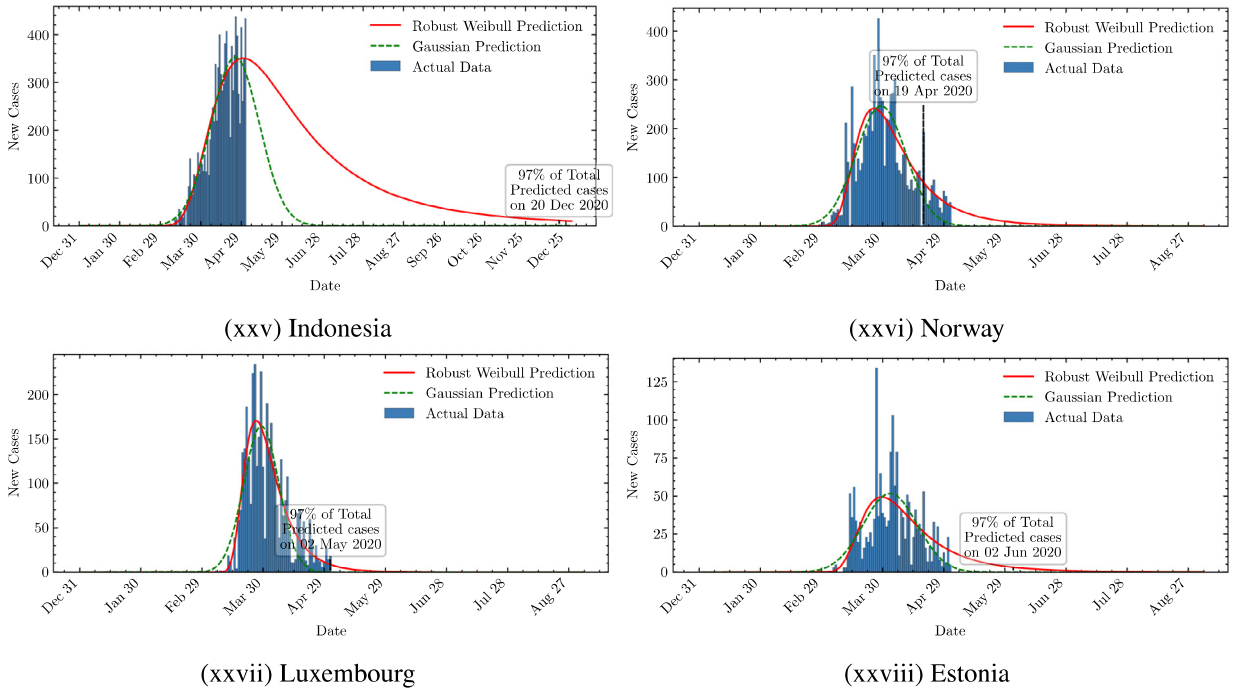 Robust Weibull Prediction
Gaussian Prediction
Actual Data
New Cases
400
300
200
100
0
97% of Total
Predicted cases
on 20 Dec 2020
Dec 31
Jan 30
Feb 29
Mar 30
Apr 29
May 29
Jun 28
Jul 28
Aug 27
Sep 26
Oct 26
Nov 25
Dec 25
Date
(xxv) Indonesia
Robust Weibull Prediction
Gaussian Prediction
Actual Data
New Cases
400
300
200
100
0
97% of Total
Predicted cases
on 19 Apr 2020
Dec 31
Jan 30
Feb 29
Mar 30
Apr 29
May 29
Jun 28
Jul 28
Aug 27
Date
(xxvi) Norway
Robust Weibull Prediction
Gaussian Prediction
Actual Data
New Cases
200
150
100
50
0
97% of Total
Predicted cases
on 02 May 2020
Dec 31
Jan 30
Feb 29
Mar 30
Apr 29
May 29
Jun 28
Jul 28
Aug 27
Date
(xxvii) Luxembourg
Robust Weibull Prediction
Gaussian Prediction
Actual Data
New Cases
125
100
75
50
25
0
97% of Total
Predicted cases
on 02 Jun 2020
Dec 31
Jan 30
Feb 29
Mar 30
Apr 29
May 29
Jun 28
Jul 28
Aug 27
Date
(xxviii) Estonia